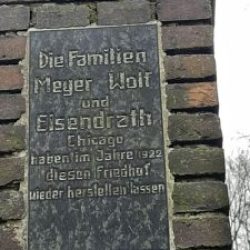 Die Familien
Meyer Wolf
und
Eisendrath
Chicago
haben im Jahre 1922
diesen Friedhof
wieder herstellen lassen